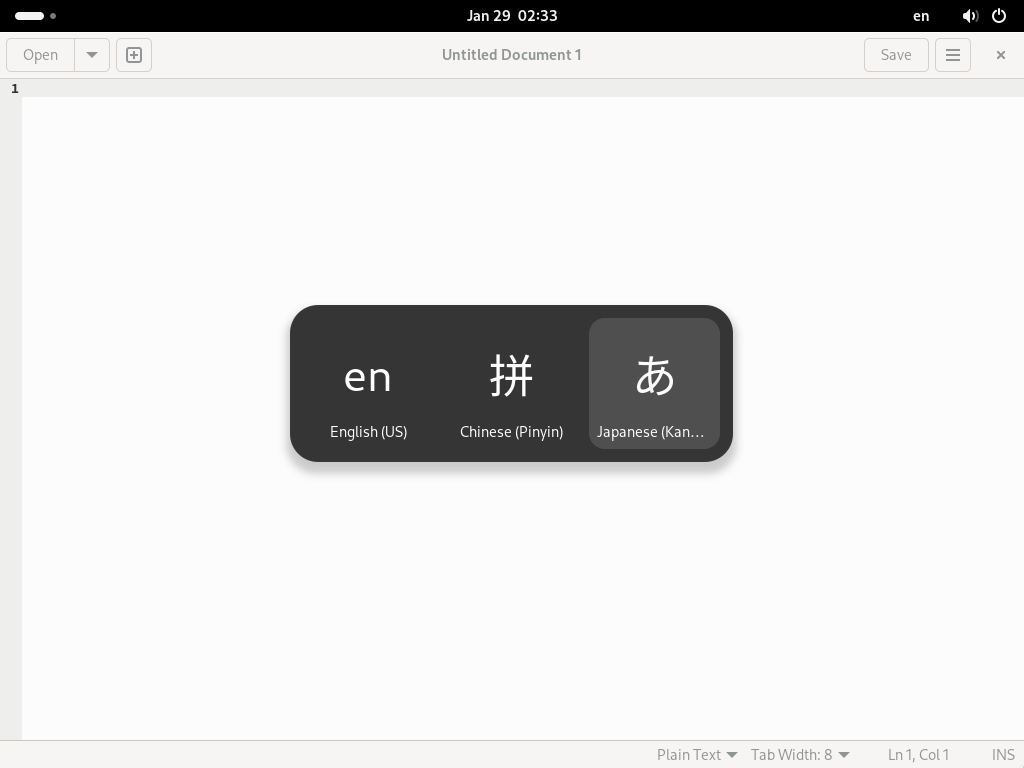 Jan 29 02:33
en
Open
Untitled Document 1
Save
1
en
拼
あ
English (US)
Chinese (Pinyin)
Japanese (Kan...
Plain Text
Tab Width: 8
Ln 1, Col 1
INS